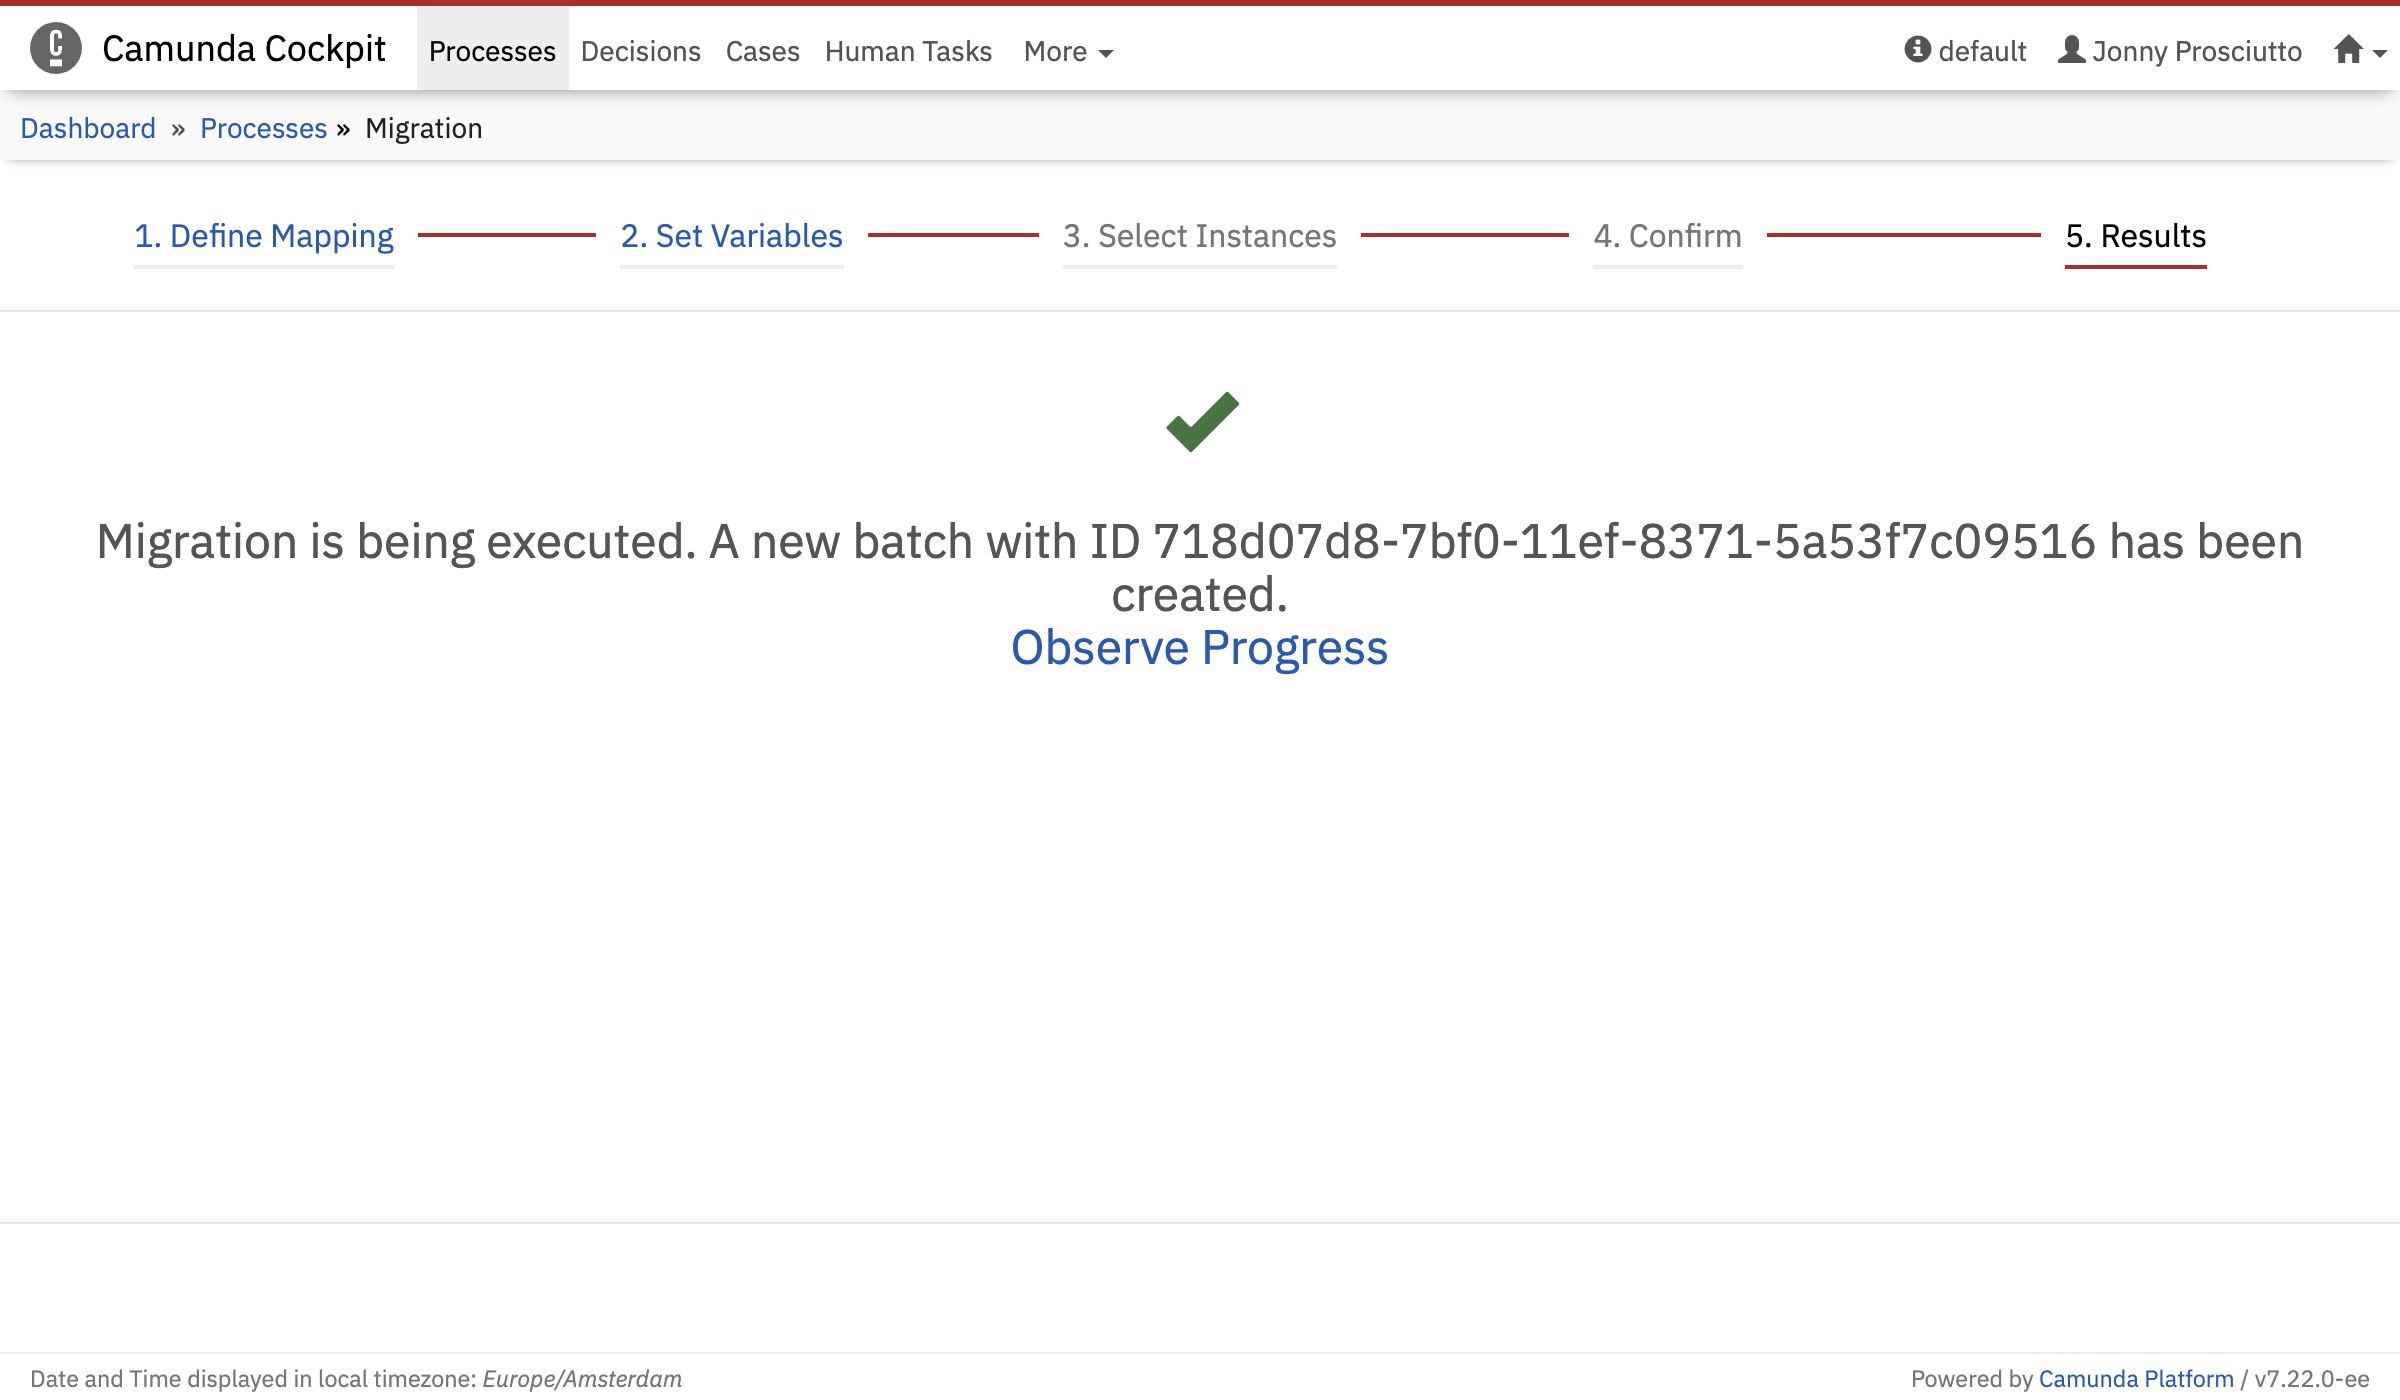 Camunda Cockpit Processes Decisions Cases Human Tasks More default Jonny Prosciutto
Dashboard » Processes » Migration
1. Define Mapping 2. Set Variables 3. Select Instances 4. Confirm 5. Results
Migration is being executed. A new batch with ID 718d07d8-7bf0-11ef-8371-5a53f7c09516 has been
created.
Observe Progress
Date and Time displayed in local timezone: Europe/Amsterdam Powered by Camunda Platform / v7.22.0-ee